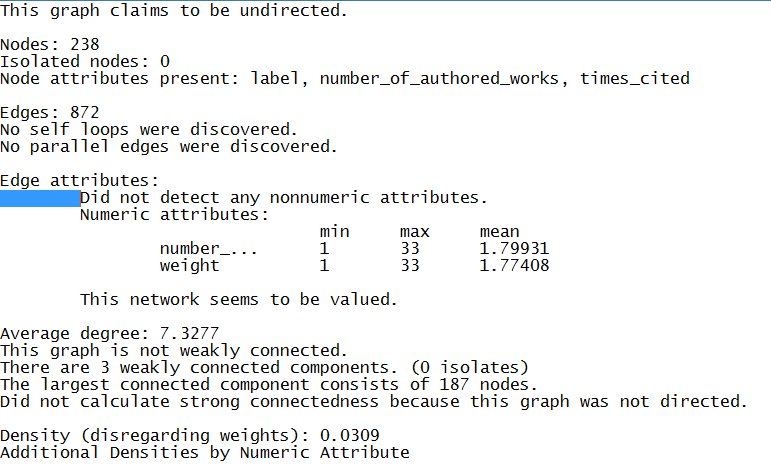 This graph claims to be undirected.
Nodes: 238
Isolated nodes: 0
Node attributes present: label, number_of_authored_works, times_cited
Edges: 872
No self loops were discovered.
No parallel edges were discovered.
Edge attributes:
Did not detect any nonnumeric attributes.
Numeric attributes:
min max mean
number_... 1 33 1.79931
weight 1 33 1.77408
This network seems to be valued.
Average degree: 7.3277
This graph is not weakly connected.
There are 3 weakly connected components. (0 isolates)
The largest connected component consists of 187 nodes.
Did not calculate strong connectedness because this graph was not directed.
Density (disregarding weights): 0.0309
Additional Densities by Numeric Attribute